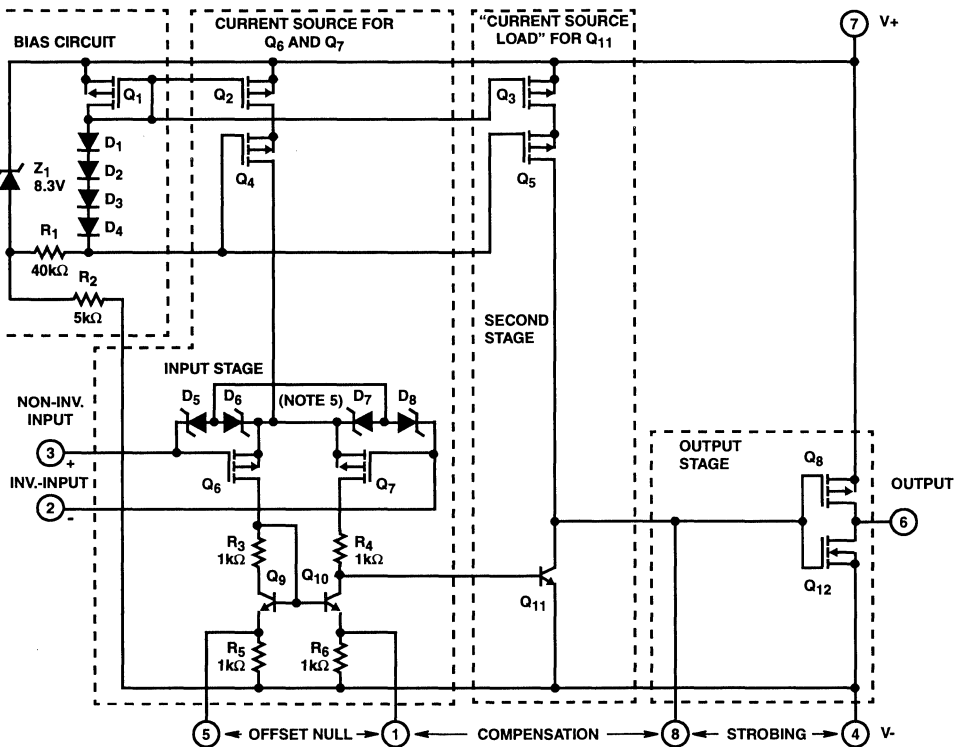 CURRENT SOURCE FOR
Q6 AND Q7
"CURRENT SOURCE
LOAD" FOR Q11
7 V+
BIAS CIRCUIT
Q1
Q2
Q3
D1
D2
D3
D4
Z1
8.3V
Q4
Q5
R1
40kΩ
R2
5kΩ
SECOND
STAGE
INPUT STAGE
D5
D6
(NOTE 5)
D7
D8
NON-INV.
INPUT
3
+
INV.-INPUT
2
-
Q6
Q7
OUTPUT
STAGE
Q8
OUTPUT
6
R3
1kΩ
R4
1kΩ
Q9
Q10
Q11
Q12
R5
1kΩ
R6
1kΩ
5 OFFSET NULL 1 COMPENSATION 8 STROBING 4 V-